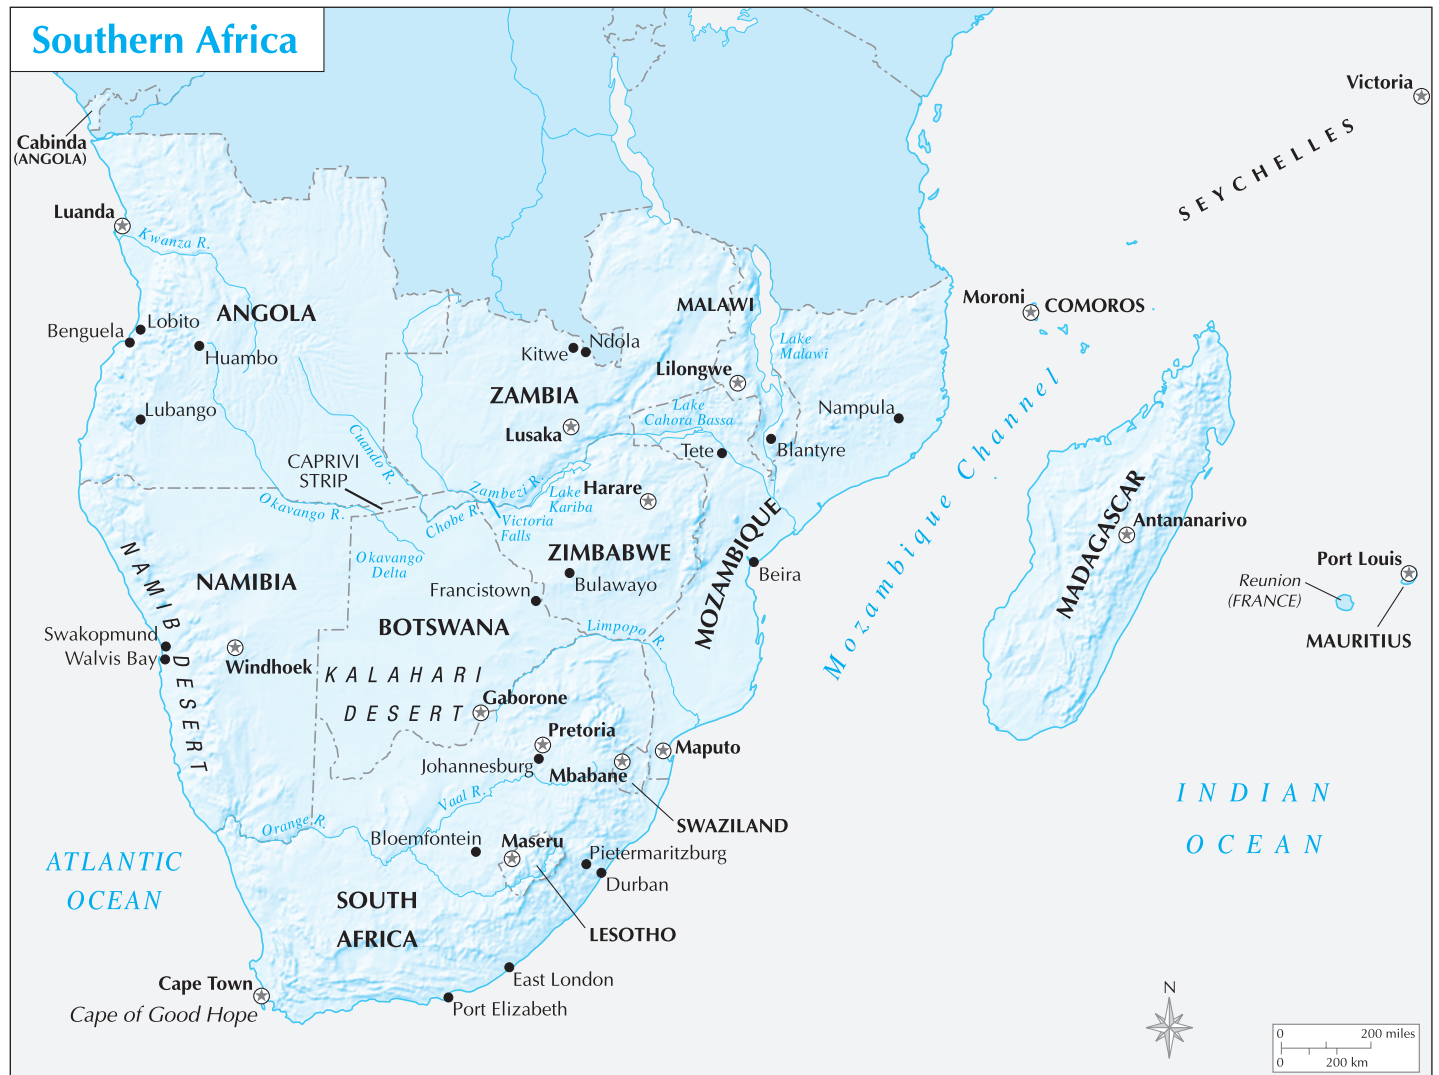 Southern Africa
Victoria
SEYCHELLES
Cabinda
(ANGOLA)
Luanda
Kwanza R.
ANGOLA
Lobito
Benguela
Huambo
Lubango
MALAWI
Moroni
COMOROS
Lake
Malawi
Kitwe
Ndola
Lilongwe
ZAMBIA
Lake
Cahora Bassa
Nampula
Lusaka
Tete
Blantyre
Cuando R.
CAPRIVI
STRIP
Okavango R.
Zambezi R.
Lake
Kariba
Harare
Chobe R.
Victoria
Falls
Mozambique Channel
MADAGASCAR
Antananarivo
Okavango
Delta
ZIMBABWE
MOZAMBIQUE
Beira
Bulawayo
Francistown
NAMIB DESERT
NAMIBIA
Port Louis
Reunion
(FRANCE)
MAURITIUS
BOTSWANA
Limpopo R.
Swakopmund
Walvis Bay
Windhoek
KALAHARI
DESERT
Gaborone
Pretoria
Johannesburg
Mbabane
Maputo
Vaal R.
SWAZILAND
INDIAN
OCEAN
Orange R.
Bloemfontein
Maseru
Pietermaritzburg
Durban
ATLANTIC
OCEAN
SOUTH
AFRICA
LESOTHO
East London
Cape Town
Cape of Good Hope
Port Elizabeth
N
0 200 miles
0 200 km